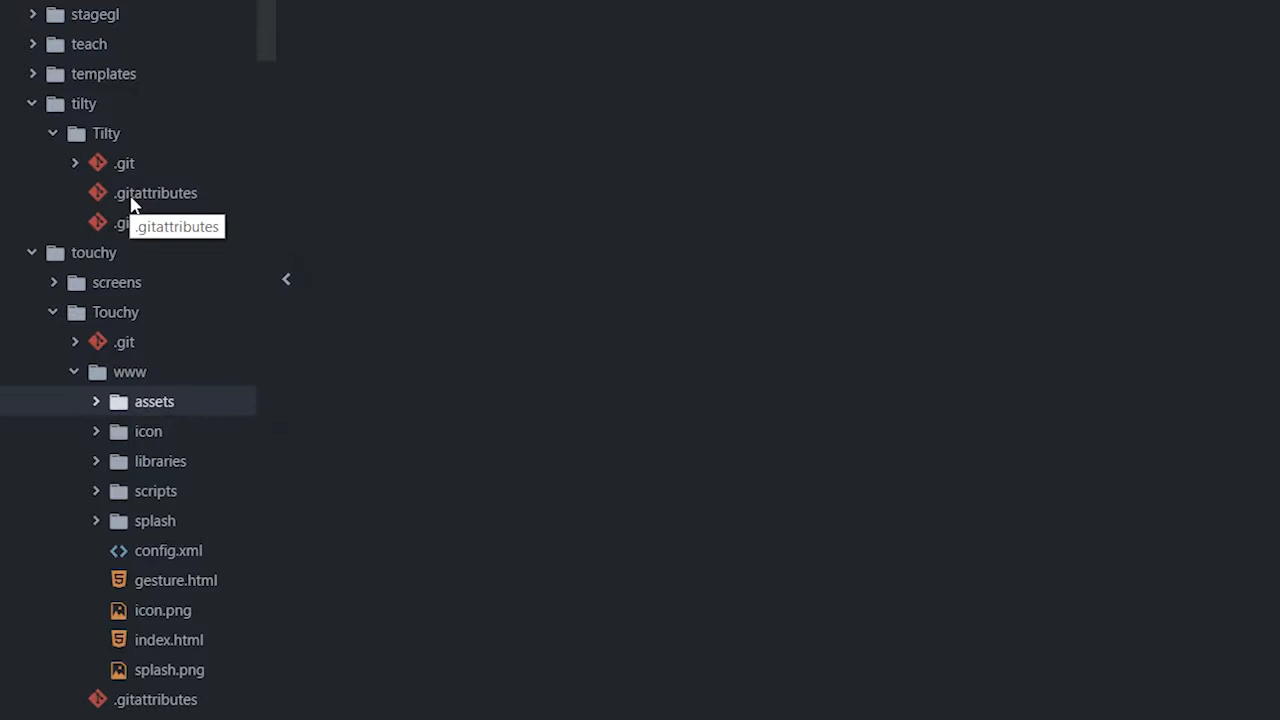 stagegl
teach
templates
tilty
Tilty
.git
.gitattributes
.gi
.gitattributes
touchy
screens
Touchy
.git
www
assets
icon
libraries
scripts
splash
config.xml
gesture.html
icon.png
index.html
splash.png
.gitattributes